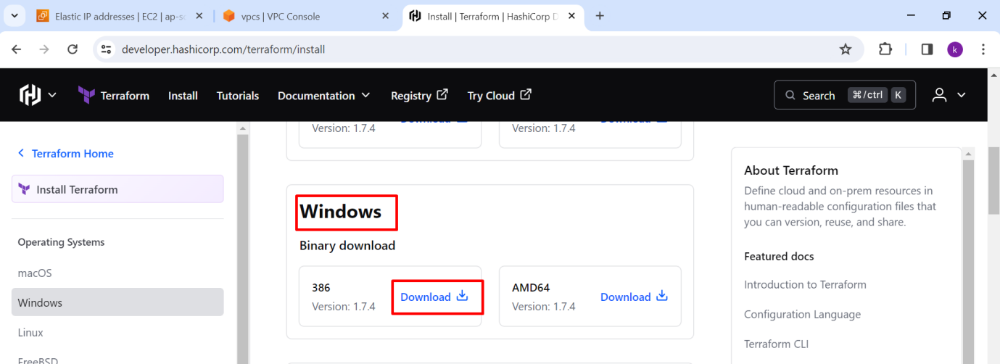 Elastic IP addresses | EC2 | ap-so
vpcs | VPC Console
Install | Terraform | HashiCorp D
developer.hashicorp.com/terraform/install
k
Terraform
Install
Tutorials
Documentation
Registry
Try Cloud
Search
⌘/ctrl
K
Terraform Home
Install Terraform
Operating Systems
macOS
Windows
Linux
FreeBSD
Version: 1.7.4
Download
Version: 1.7.4
Download
Windows
Binary download
386
Version: 1.7.4
Download
AMD64
Version: 1.7.4
Download
About Terraform
Define cloud and on-prem resources in
human-readable configuration files that
you can version, reuse, and share.
Featured docs
Introduction to Terraform
Configuration Language
Terraform CLI